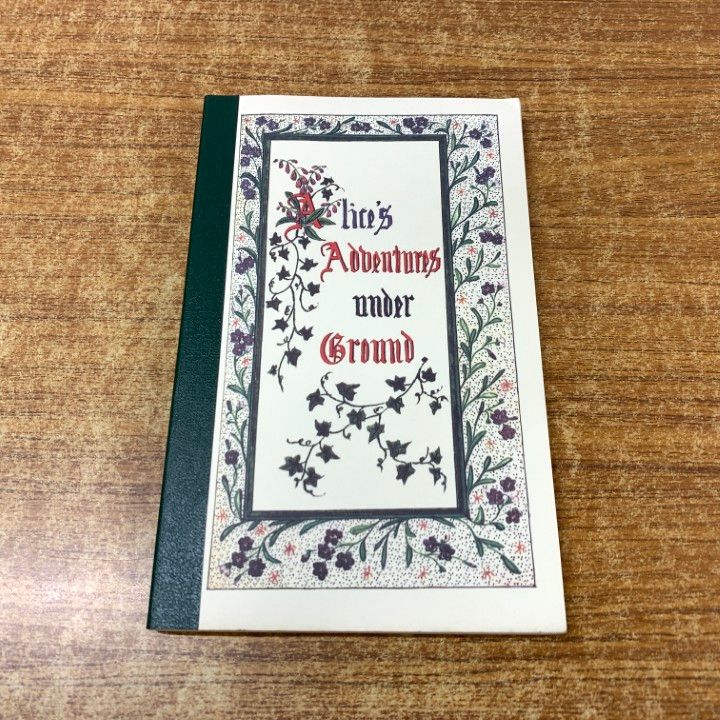 Alice's
Adventures
under
Ground